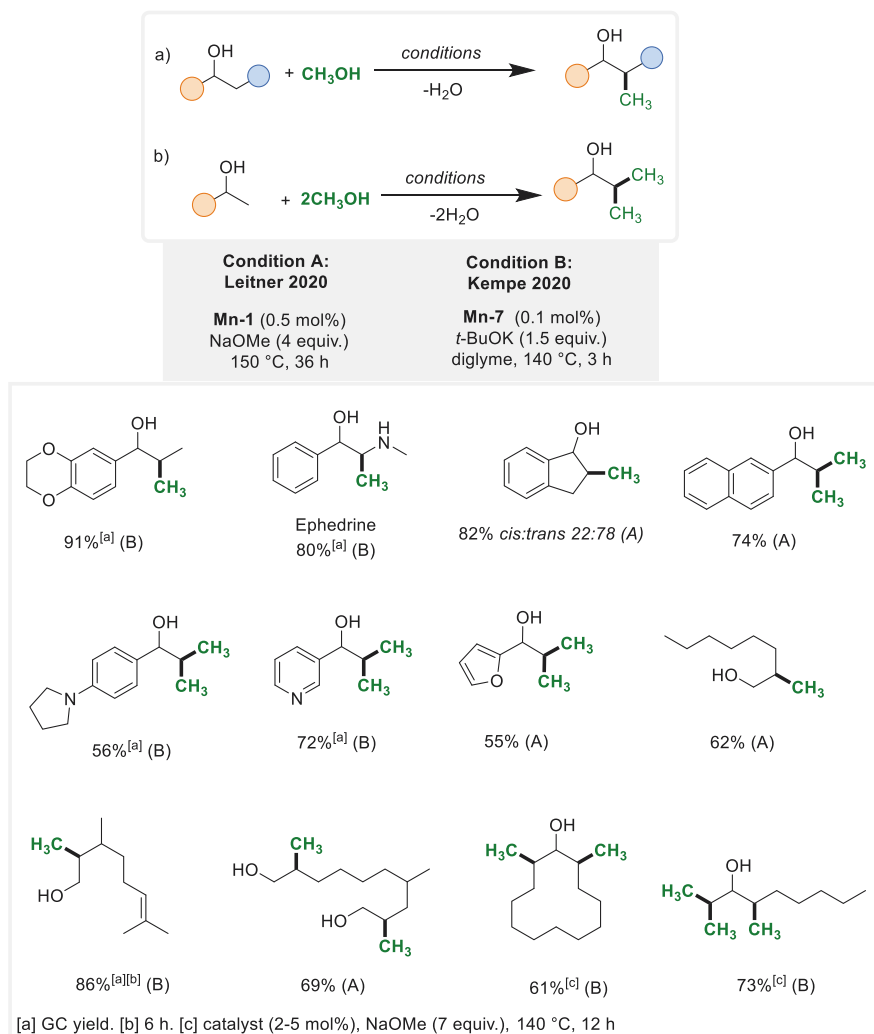 a)
OH
+ CH₃OH
conditions
-H₂O
OH
CH₃
b)
OH
+ 2CH₃OH
conditions
-2H₂O
OH
CH₃
CH₃
Condition A:
Leitner 2020
Mn-1 (0.5 mol%)
NaOMe (4 equiv.)
150 °C, 36 h
Condition B:
Kempe 2020
Mn-7 (0.1 mol%)
t-BuOK (1.5 equiv.)
diglyme, 140 °C, 3 h
OH
O
O
CH₃
91%[a] (B)
OH
H
N
CH₃
Ephedrine
80%[a] (B)
OH
CH₃
82% cis:trans 22:78 (A)
OH
CH₃
CH₃
74% (A)
OH
CH₃
CH₃
N
56%[a] (B)
OH
CH₃
CH₃
N
72%[a] (B)
OH
CH₃
O
CH₃
55% (A)
HO
CH₃
62% (A)
H₃C
HO
86%[a][b] (B)
CH₃
HO
HO
CH₃
69% (A)
OH
H₃C
CH₃
61%[c] (B)
OH
H₃C
CH₃
CH₃
73%[c] (B)
[a] GC yield. [b] 6 h. [c] catalyst (2-5 mol%), NaOMe (7 equiv.), 140 °C, 12 h